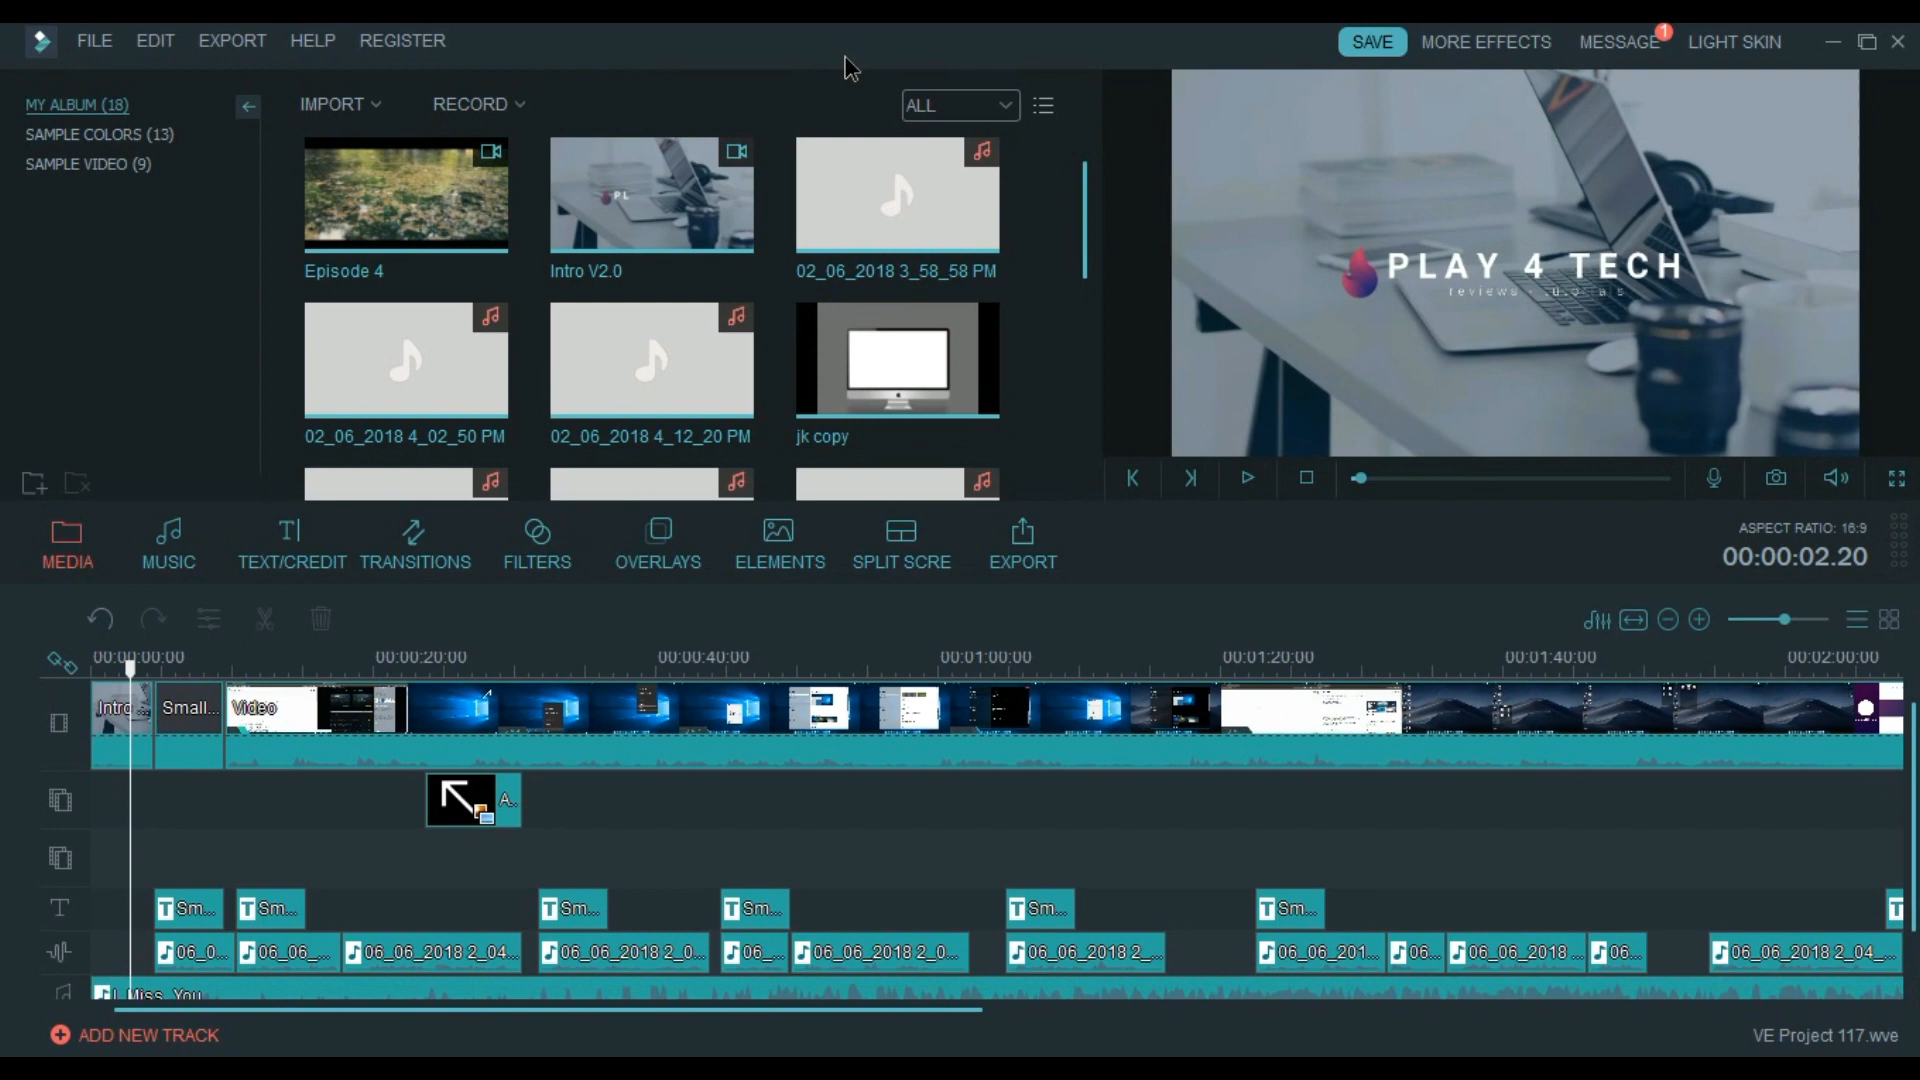 FILE EDIT EXPORT HELP REGISTER SAVE MORE EFFECTS MESSAGE 1 LIGHT SKIN
MY ALBUM (18)
SAMPLE COLORS (13)
SAMPLE VIDEO (9)
IMPORT RECORD ALL
PL
Episode 4 Intro V2.0 02_06_2018 3_58_58 PM
02_06_2018 4_02_50 PM 02_06_2018 4_12_20 PM jk copy
PLAY 4 TECH
MEDIA MUSIC TEXT/CREDIT TRANSITIONS FILTERS OVERLAYS ELEMENTS SPLIT SCRE EXPORT
ASPECT RATIO: 16:9
00:00:02.20
00:00:00:00 00:00:20:00 00:00:40:00 00:01:00:00 00:01:20:00 00:01:40:00 00:02:00:00
Intro ... Small... Video
A..
T Sm... T Sm... T Sm... T Sm... T Sm... T Sm... T
06_0... 06_06_... 06_06_2018 2_04... 06_06_2018 2_0... 06_... 06_06_2018 2_0... 06_06_2018 2_... 06_06_201... 06... 06_06_2018 ... 06... 06_06_2018 2_04_...
I_Miss_You
ADD NEW TRACK
VE Project 117.wve